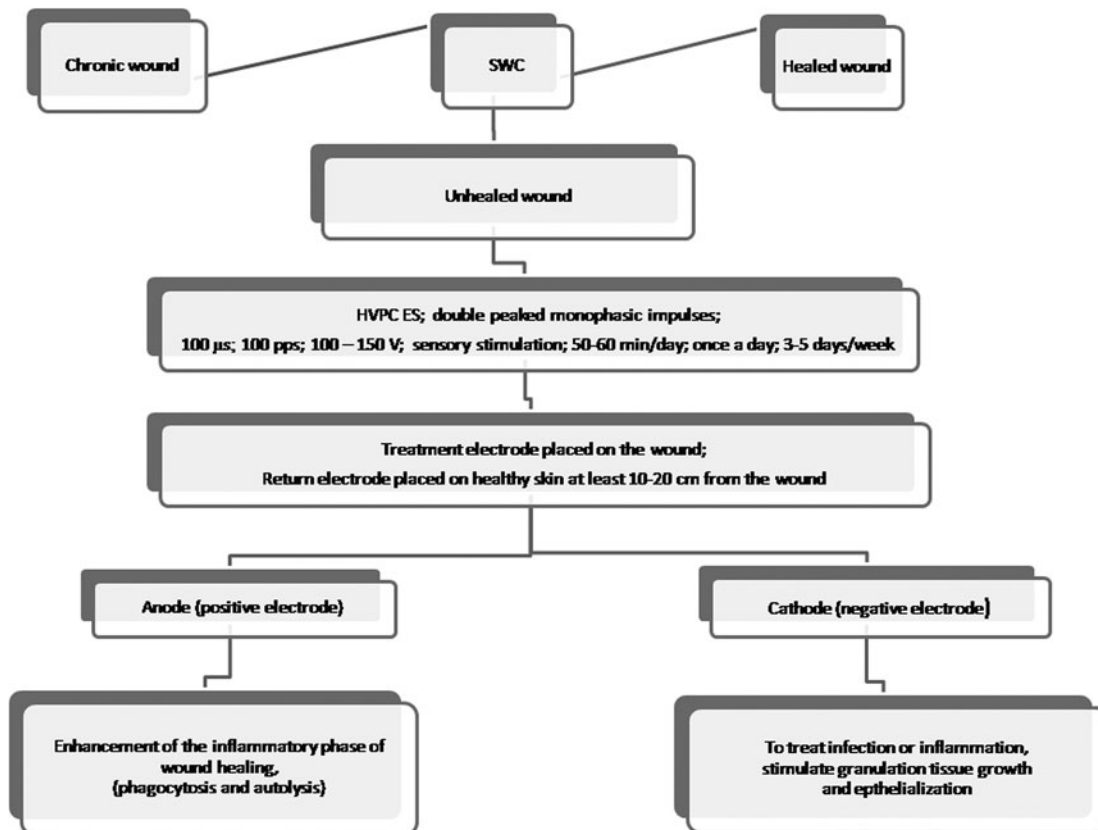 Chronic wound
SWC
Healed wound
Unhealed wound
HVPC ES; double peaked monophasic impulses;
100 µs; 100 pps; 100 – 150 V; sensory stimulation; 50-60 min/day; once a day; 3-5 days/week
Treatment electrode placed on the wound;
Return electrode placed on healthy skin at least 10-20 cm from the wound
Anode (positive electrode)
Cathode (negative electrode)
Enhancement of the inflammatory phase of
wound healing,
(phagocytosis and autolysis)
To treat infection or inflammation,
stimulate granulation tissue growth
and epthelialization